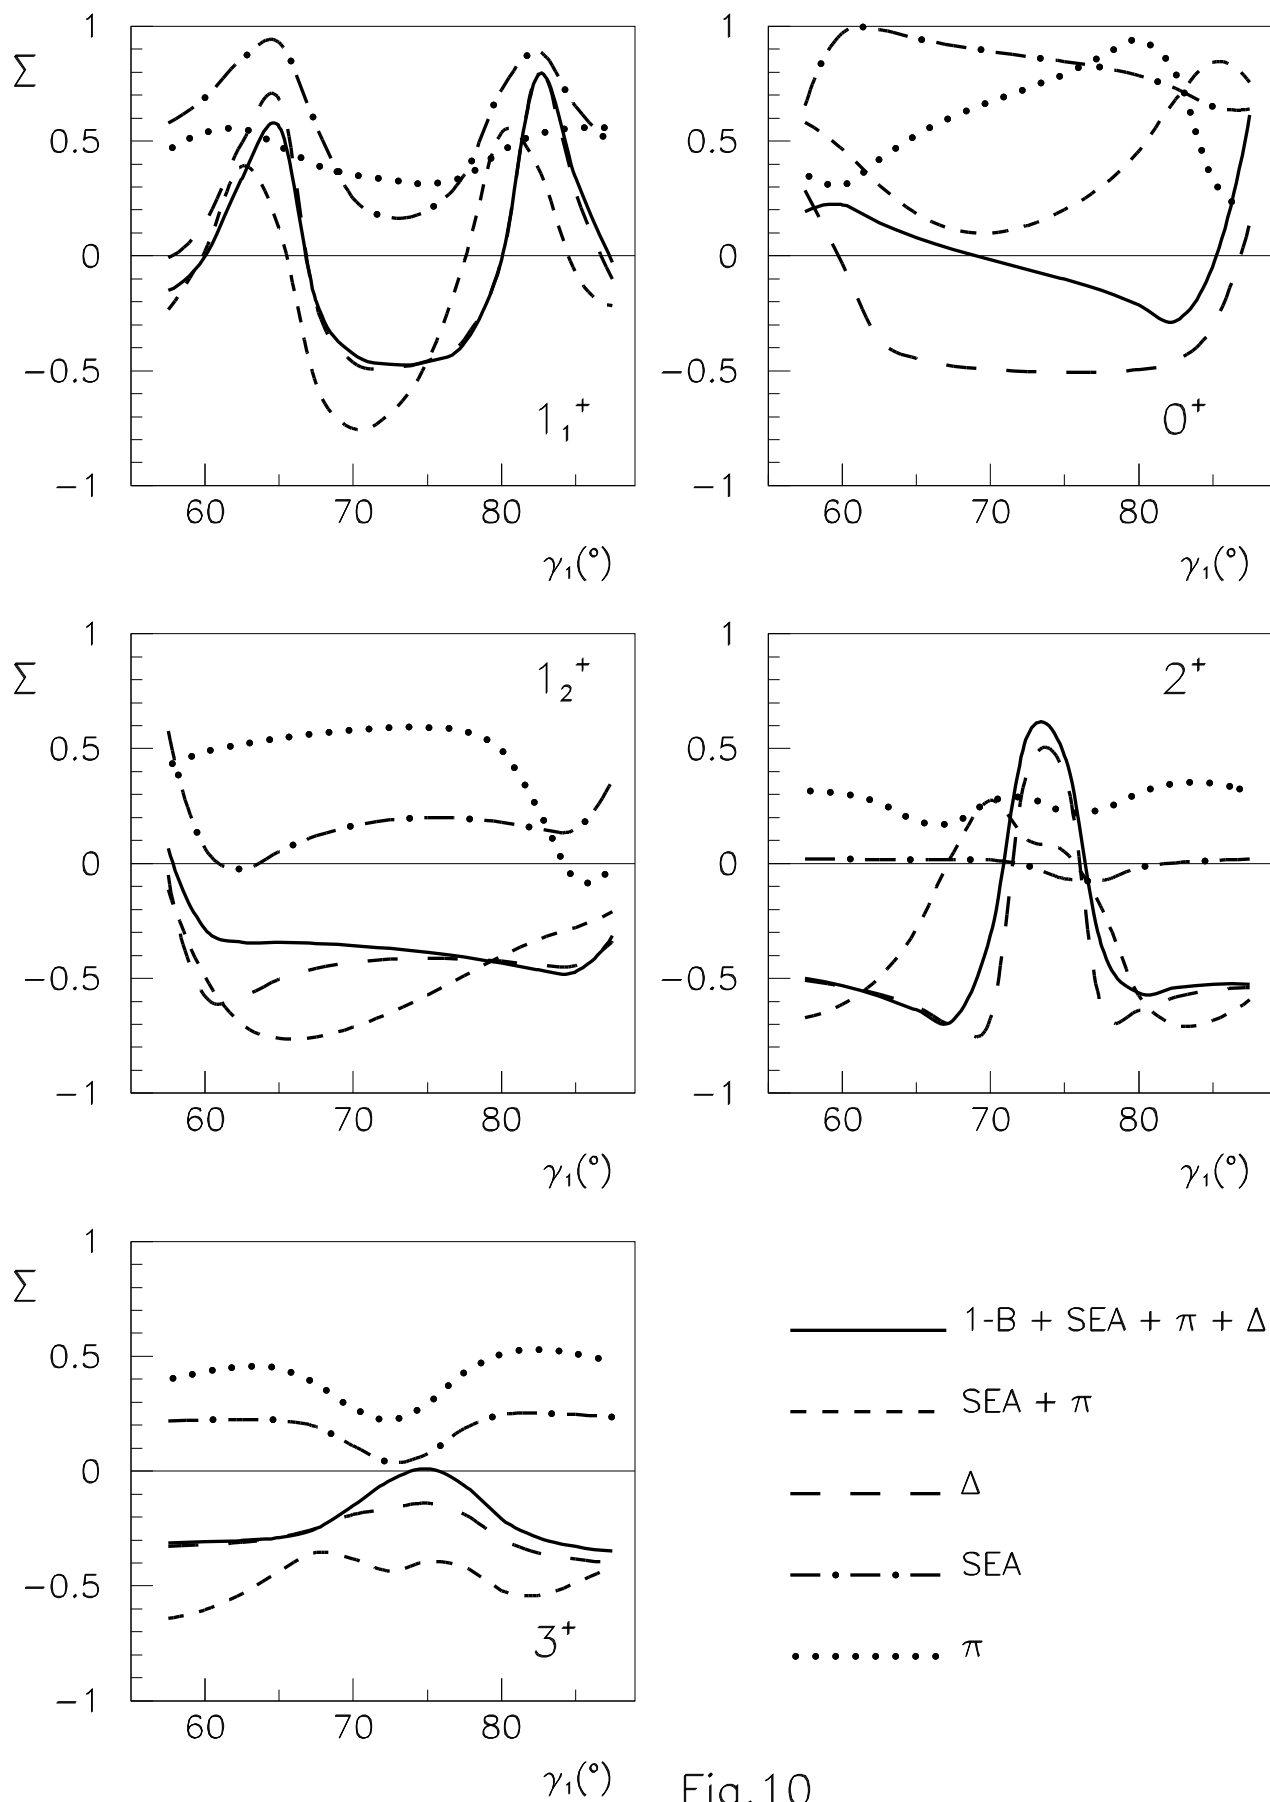 1 1
Σ
0.5 0.5
0 0
−0.5 −0.5
1₁⁺ 0⁺
−1 −1
60 70 80 60 70 80
γ₁(°) γ₁(°)
1 1
Σ 1₂⁺ 2⁺
0.5 0.5
0 0
−0.5 −0.5
−1 −1
60 70 80 60 70 80
γ₁(°) γ₁(°)
1
Σ
1-B + SEA + π + Δ
0.5
SEA + π
0
Δ
SEA
−0.5
3⁺
π
−1
60 70 80
γ₁(°)
Fig.10